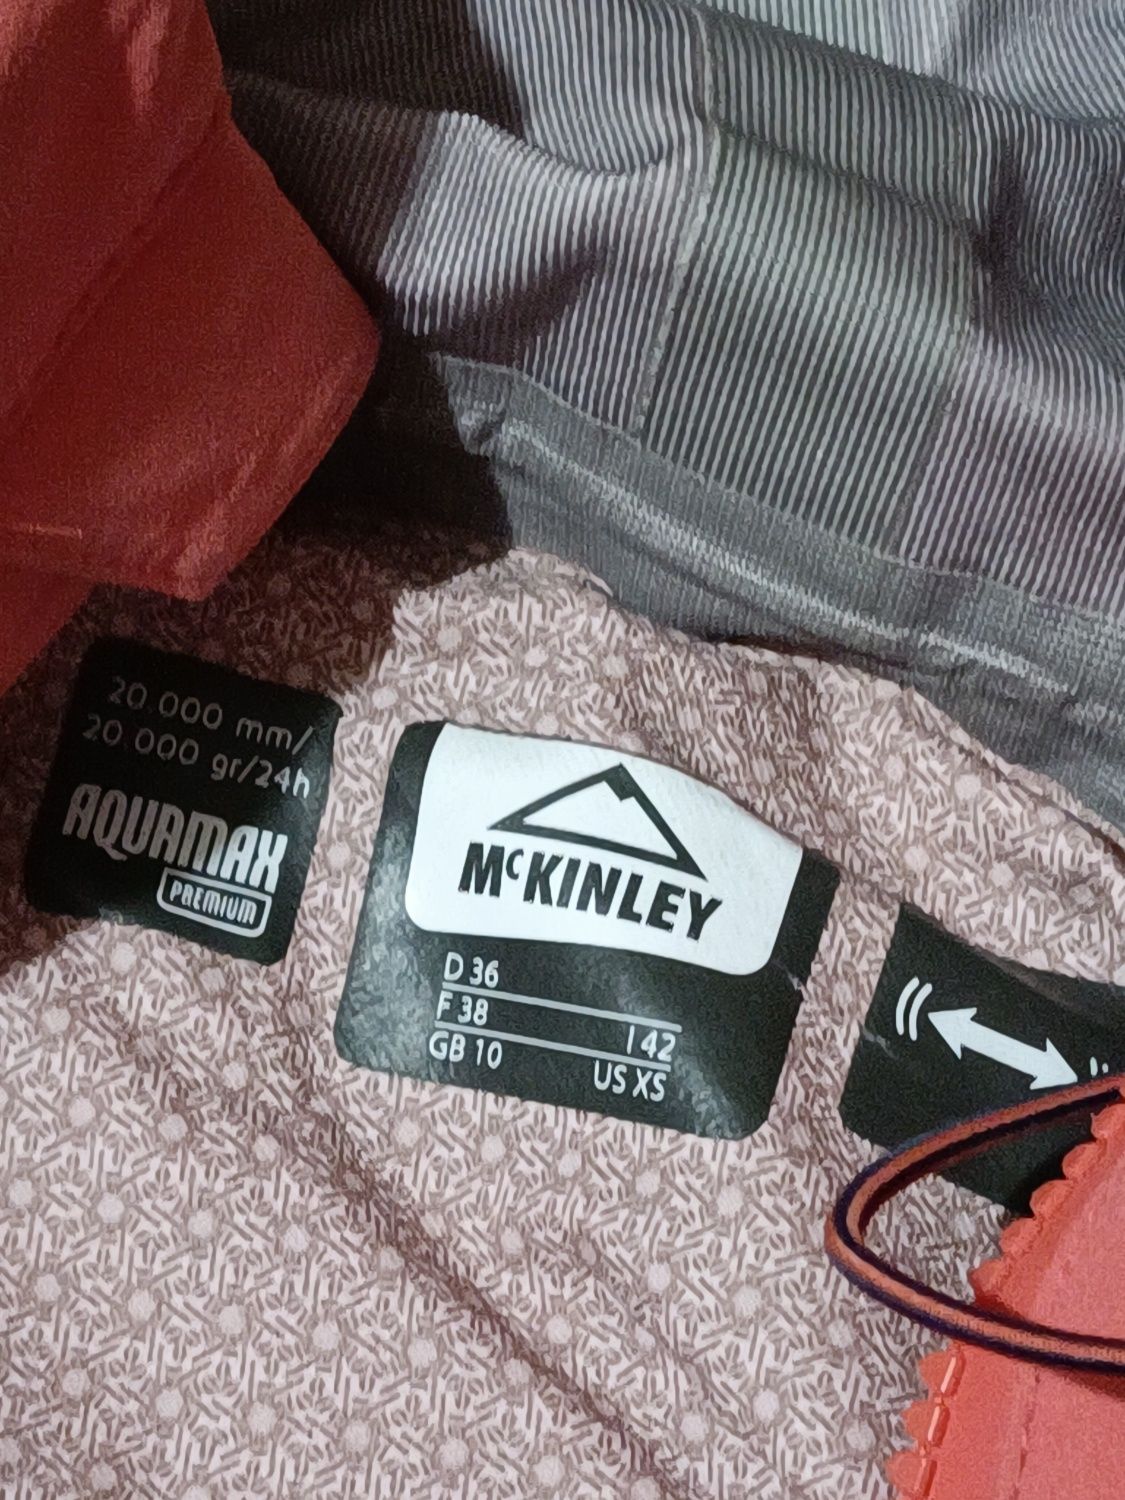 20.000 mm/
20.000 gr/24h
AQUAMAX
PREMIUM
McKINLEY
D 36
F 38
I 42
GB 10
US XS